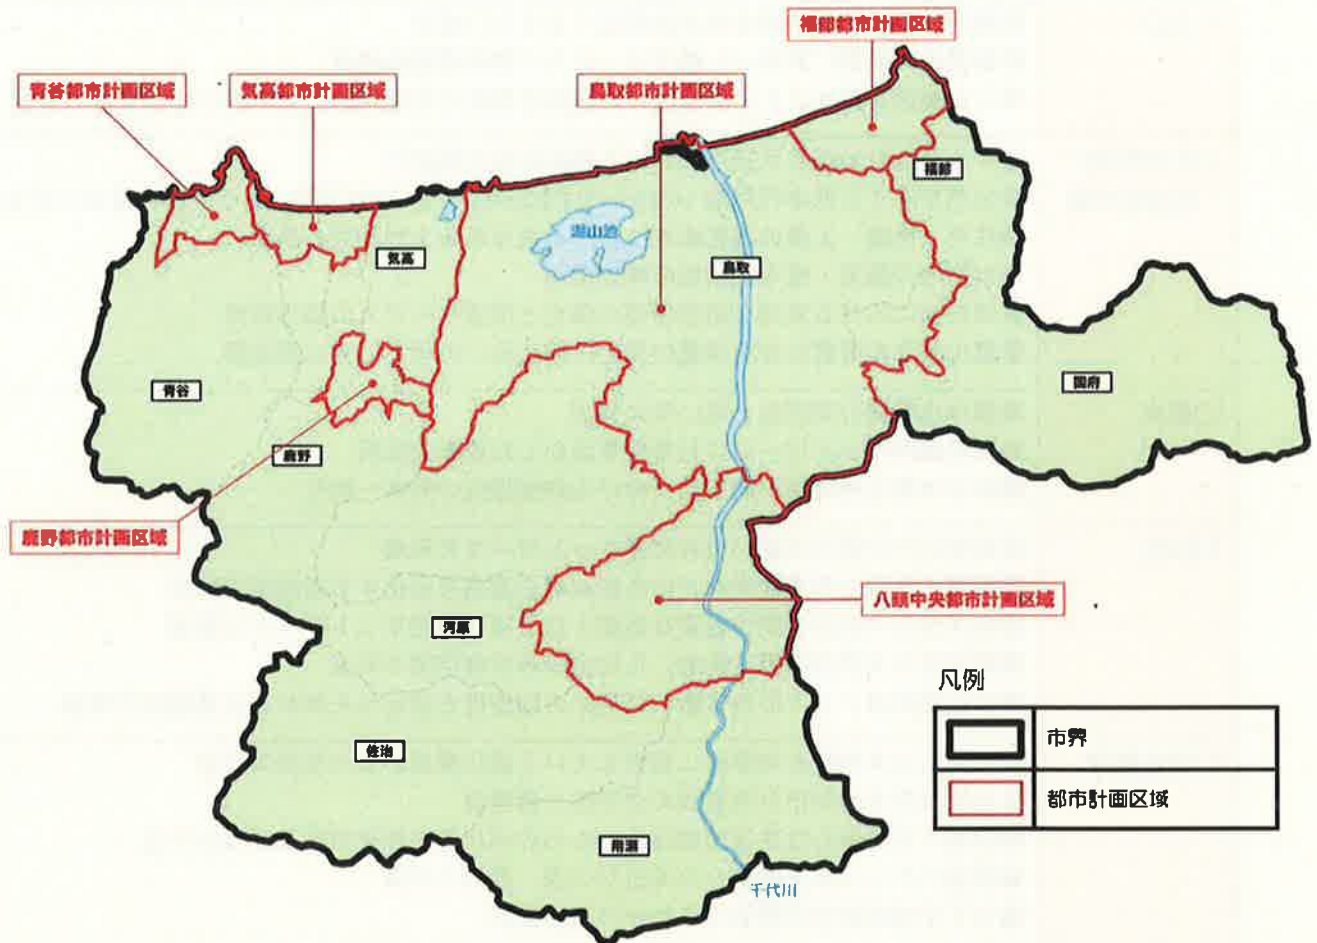 福部都市計画区域
青谷都市計画区域
気高都市計画区域
鳥取都市計画区域
福部
湖山池
気高
鳥取
青谷
国府
鹿野
鹿野都市計画区域
八頭中央都市計画区域
河原
凡例
市界
佐治
都市計画区域
用瀬
千代川